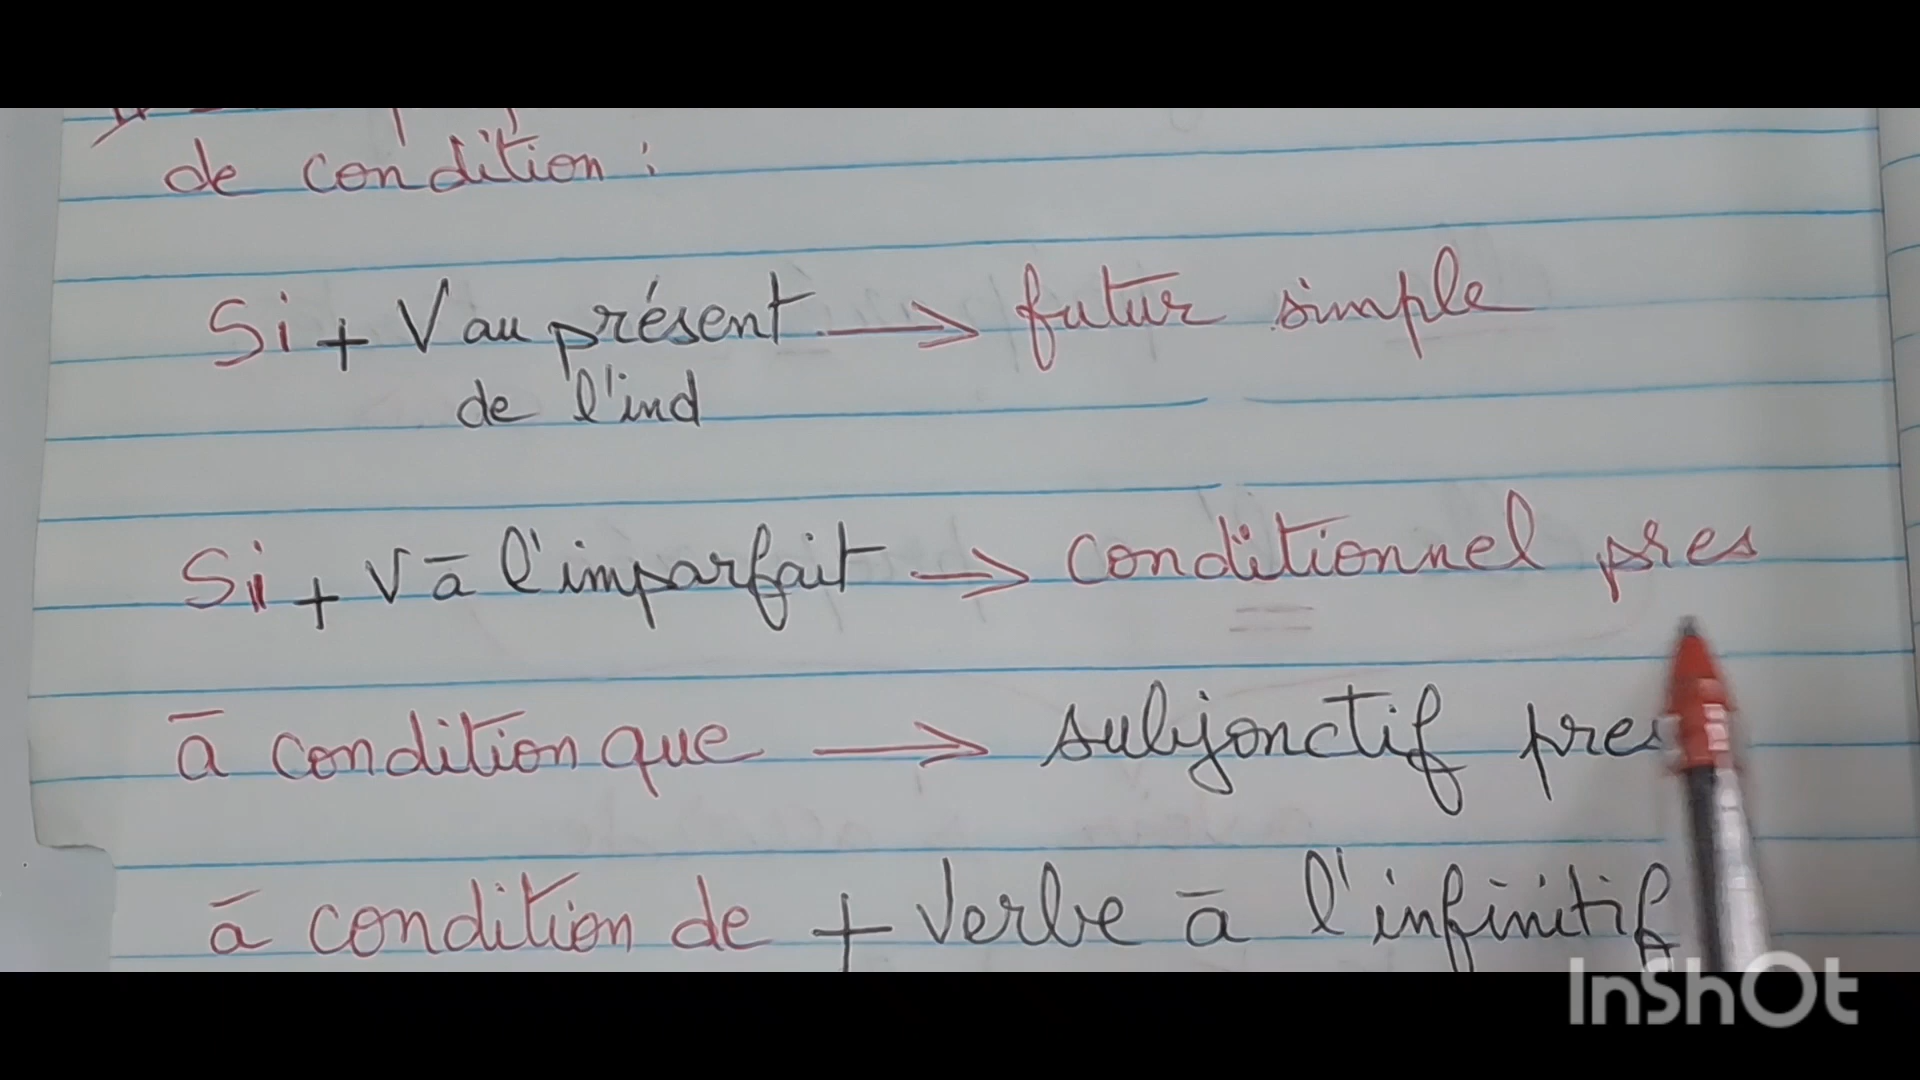 de condition :
Si + V au présent → futur simple
de l'ind
Si + V à l'imparfait → conditionnel pres
à condition que → subjonctif pres
à condition de + Verbe à l'infinitif
InShOt